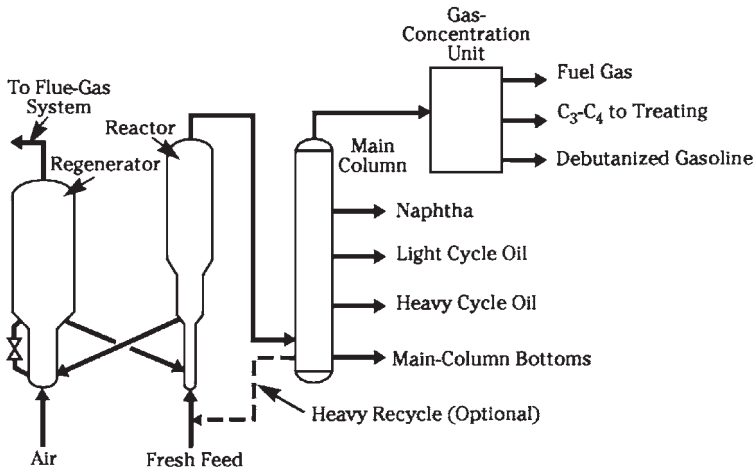 Gas-
Concentration
Unit
Fuel Gas
C₃-C₄ to Treating
Debutanized Gasoline
To Flue-Gas
System
Reactor
Regenerator
Main
Column
Naphtha
Light Cycle Oil
Heavy Cycle Oil
Main-Column Bottoms
Heavy Recycle (Optional)
Air
Fresh Feed